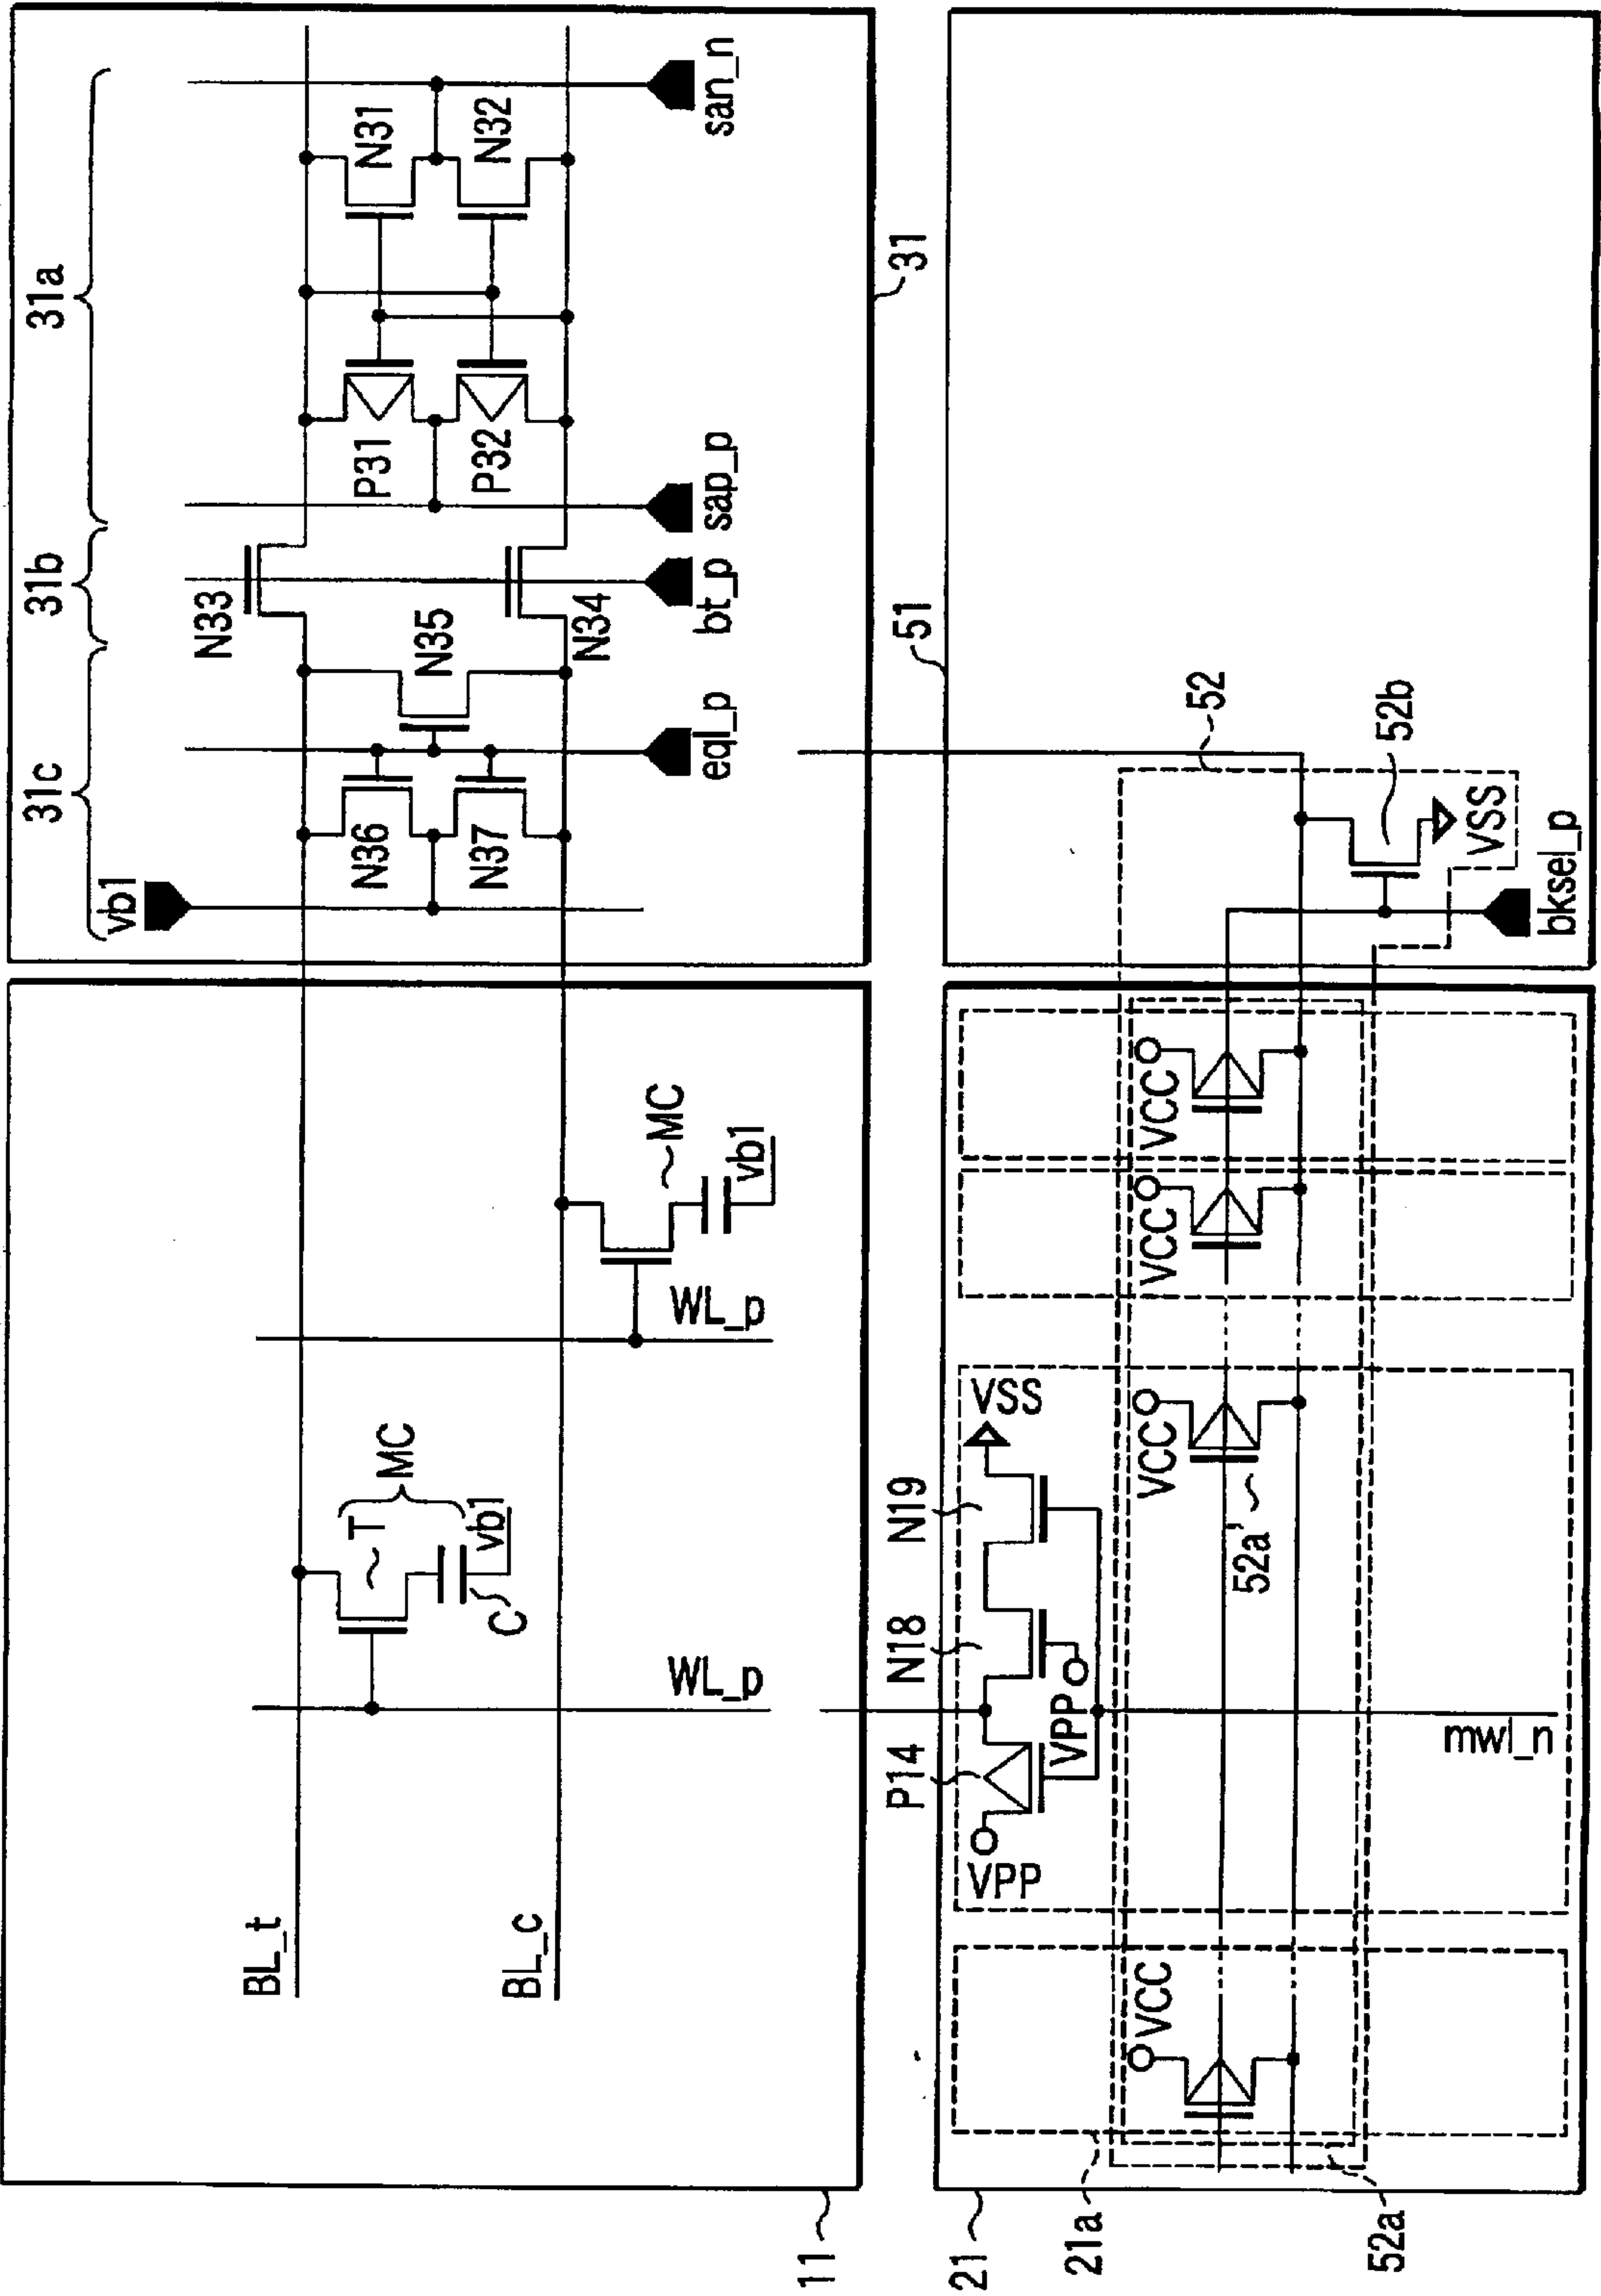 31c
31b
31a
vb1
N33
N36
N35
P31
N31
N37
N34
P32
N32
eql_p
bt_p
sap_p
san_n
31
BL_t
T
MC
vb1
C
BL_c
WL_p
WL_p
MC
vb1
11
P14
N18
N19
VPP
VPP
VSS
VCC
VCC
VCC
VCC
52a'
mwl_n
21
21a
52a
51
52
52b
VSS
bksel_p